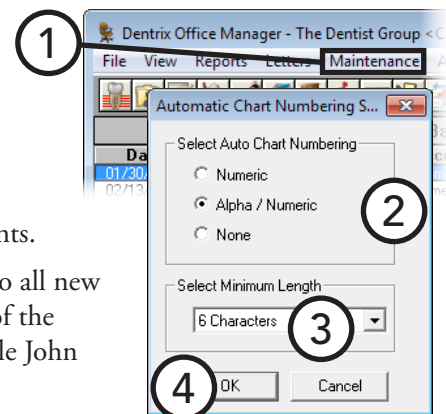 1
Dentrix Office Manager - The Dentist Group <
File View Reports Letters Maintenance
Automatic Chart Numbering S...
Select Auto Chart Numbering
Da
01/30/
02/13/
Numeric
Alpha / Numeric
2
None
nts.
o all new
of the
le John
Select Minimum Length
6 Characters
3
4
OK
Cancel